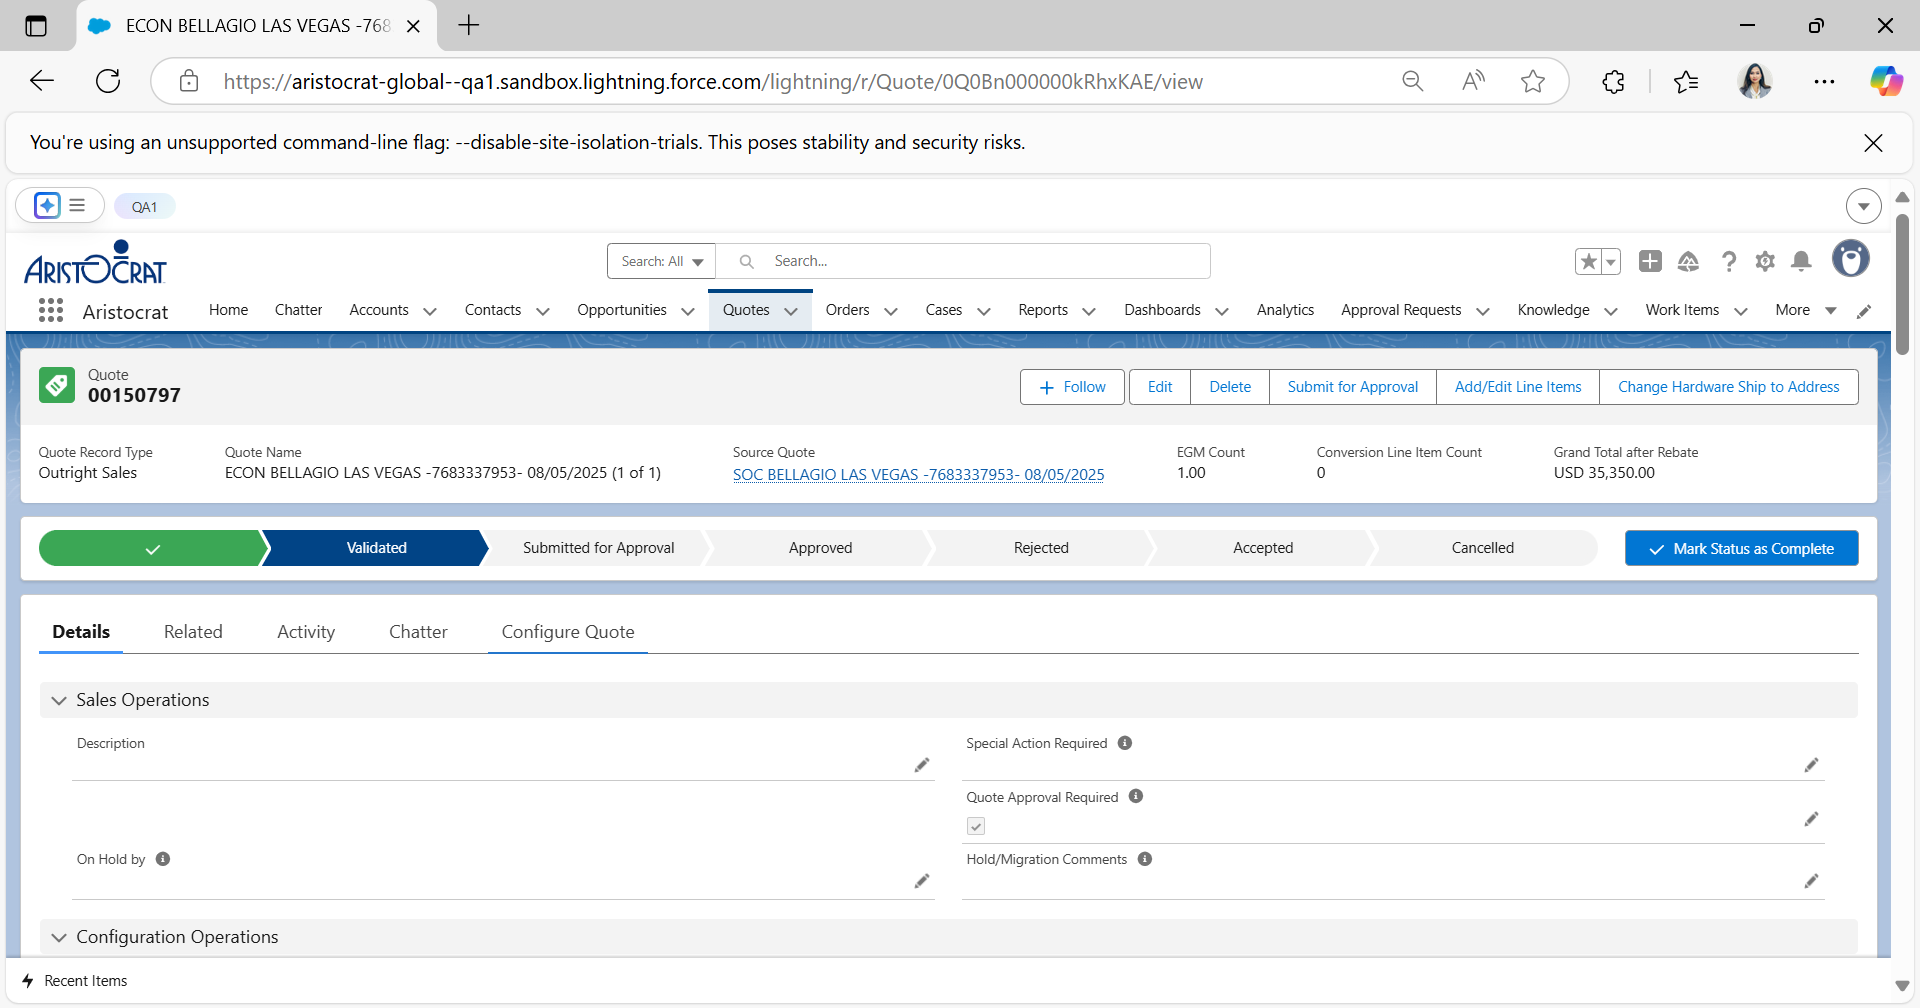 ECON BELLAGIO LAS VEGAS -768
https://aristocrat-global--qa1.sandbox.lightning.force.com/lightning/r/Quote/0Q0Bn000000kRhxKAE/view
You're using an unsupported command-line flag: --disable-site-isolation-trials. This poses stability and security risks.
QA1
ARISTOCRAT
Search: All
Search...
Aristocrat
Home
Chatter
Accounts
Contacts
Opportunities
Quotes
Orders
Cases
Reports
Dashboards
Analytics
Approval Requests
Knowledge
Work Items
More
Quote
00150797
Follow
Edit
Delete
Submit for Approval
Add/Edit Line Items
Change Hardware Ship to Address
Quote Record Type
Outright Sales
Quote Name
ECON BELLAGIO LAS VEGAS -7683337953- 08/05/2025 (1 of 1)
Source Quote
SOC BELLAGIO LAS VEGAS -7683337953- 08/05/2025
EGM Count
1.00
Conversion Line Item Count
0
Grand Total after Rebate
USD 35,350.00
Validated
Submitted for Approval
Approved
Rejected
Accepted
Cancelled
Mark Status as Complete
Details
Related
Activity
Chatter
Configure Quote
Sales Operations
Description
Special Action Required
Quote Approval Required
On Hold by
Hold/Migration Comments
Configuration Operations
Recent Items